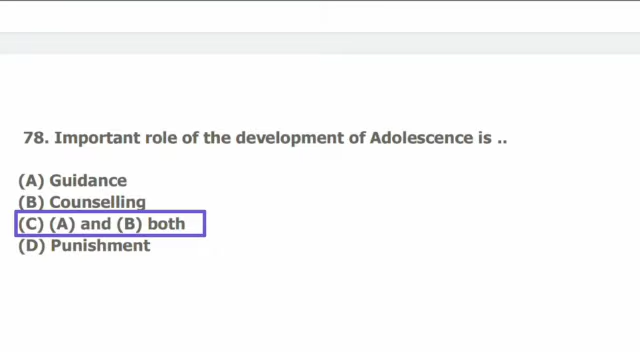 78. Important role of the development of Adolescence is ..
(A) Guidance
(B) Counselling
(C) (A) and (B) both
(D) Punishment